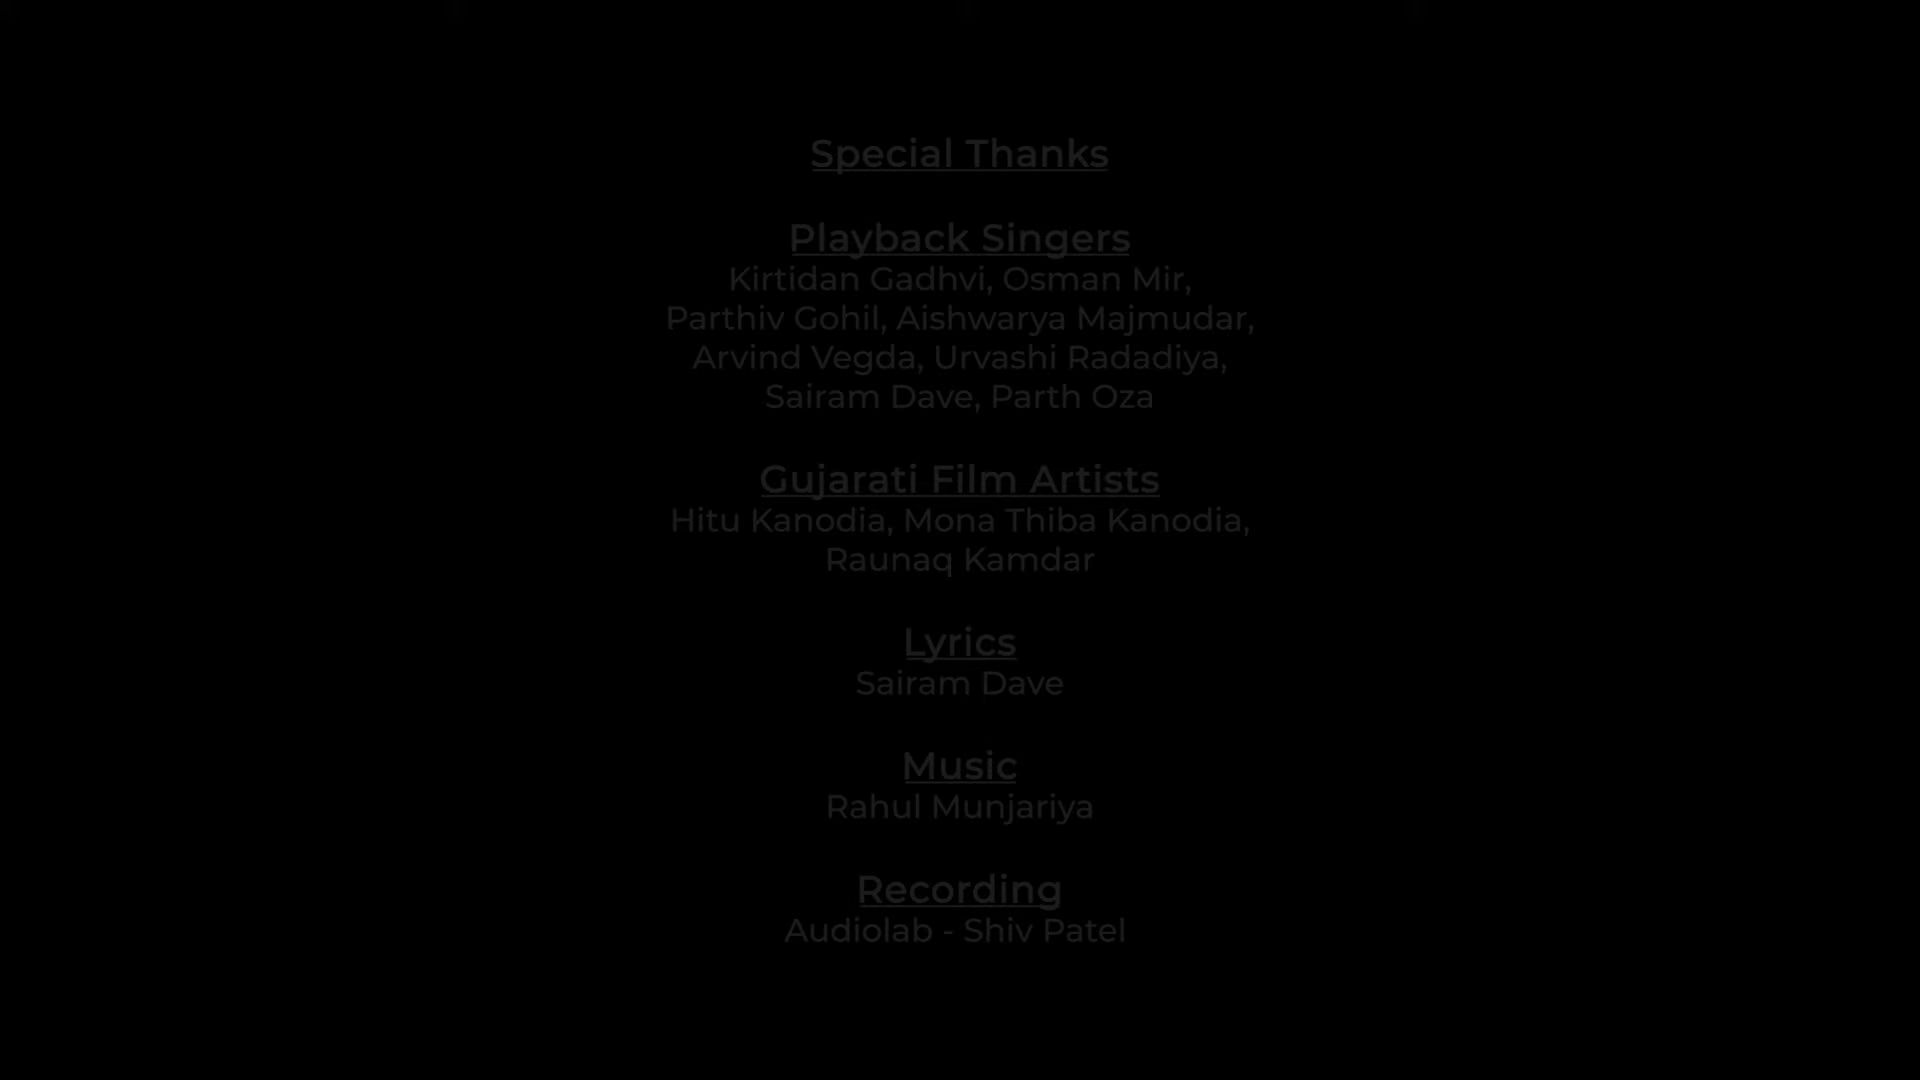 Special Thanks
Playback Singers
Kirtidan Gadhvi, Osman Mir,
Parthiv Gohil, Aishwarya Majmudar,
Arvind Vegda, Urvashi Radadiya,
Sairam Dave, Parth Oza
Gujarati Film Artists
Hitu Kanodia, Mona Thiba Kanodia,
Raunaq Kamdar
Lyrics
Sairam Dave
Music
Rahul Munjariya
Recording
Audiolab - Shiv Patel